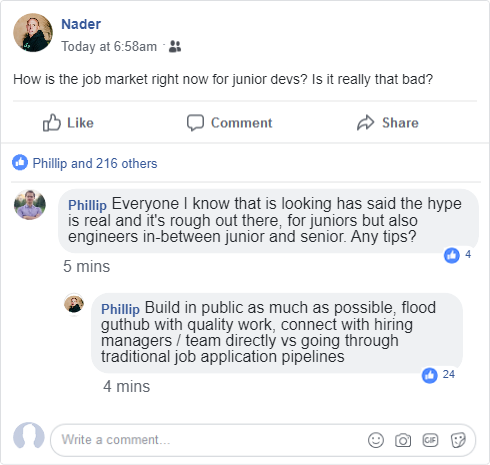 Nader
Today at 6:58am
How is the job market right now for junior devs? Is it really that bad?
Like Comment Share
Phillip and 216 others
Phillip Everyone I know that is looking has said the hype
is real and it's rough out there, for juniors but also
engineers in-between junior and senior. Any tips?
4
5 mins
Phillip Build in public as much as possible, flood
guthub with quality work, connect with hiring
managers / team directly vs going through
traditional job application pipelines
24
4 mins
Write a comment...
GIF